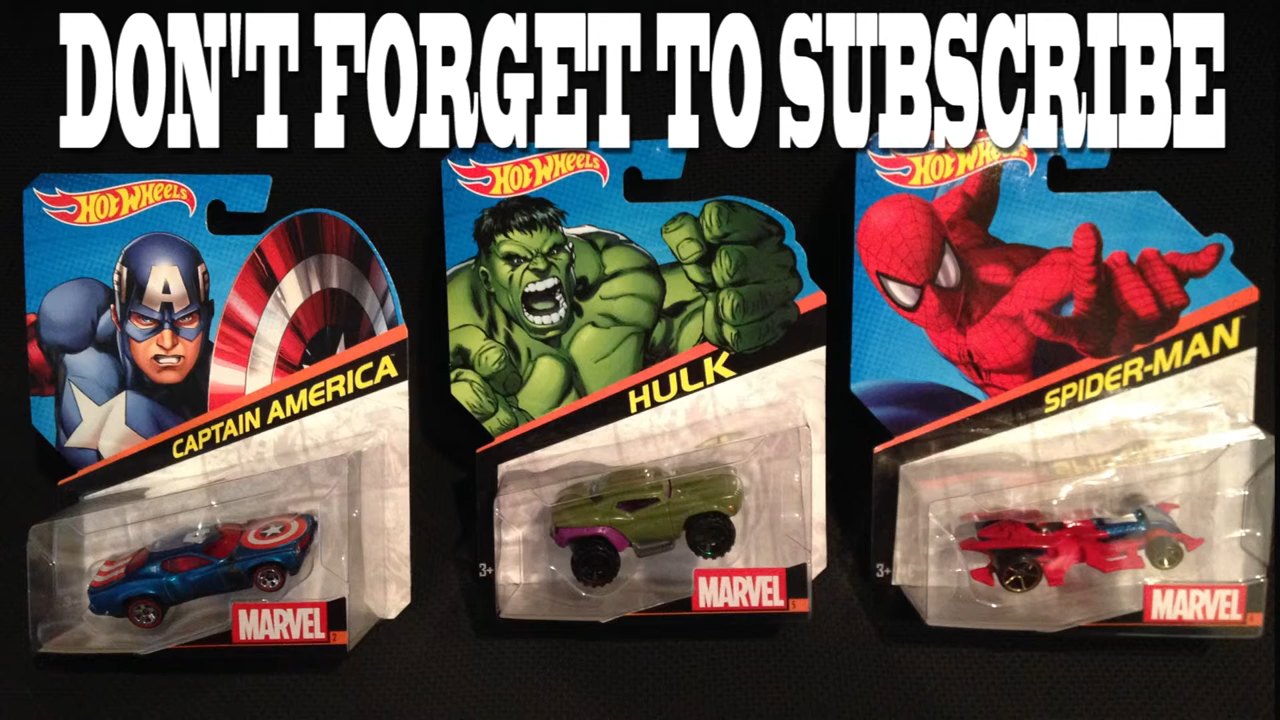 DON'T FORGET TO SUBSCRIBE
HOT WHEELS
CAPTAIN AMERICA
MARVEL
2
HOT WHEELS
HULK
3+
MARVEL
HOT WHEELS
SPIDER-MAN
3+
MARVEL